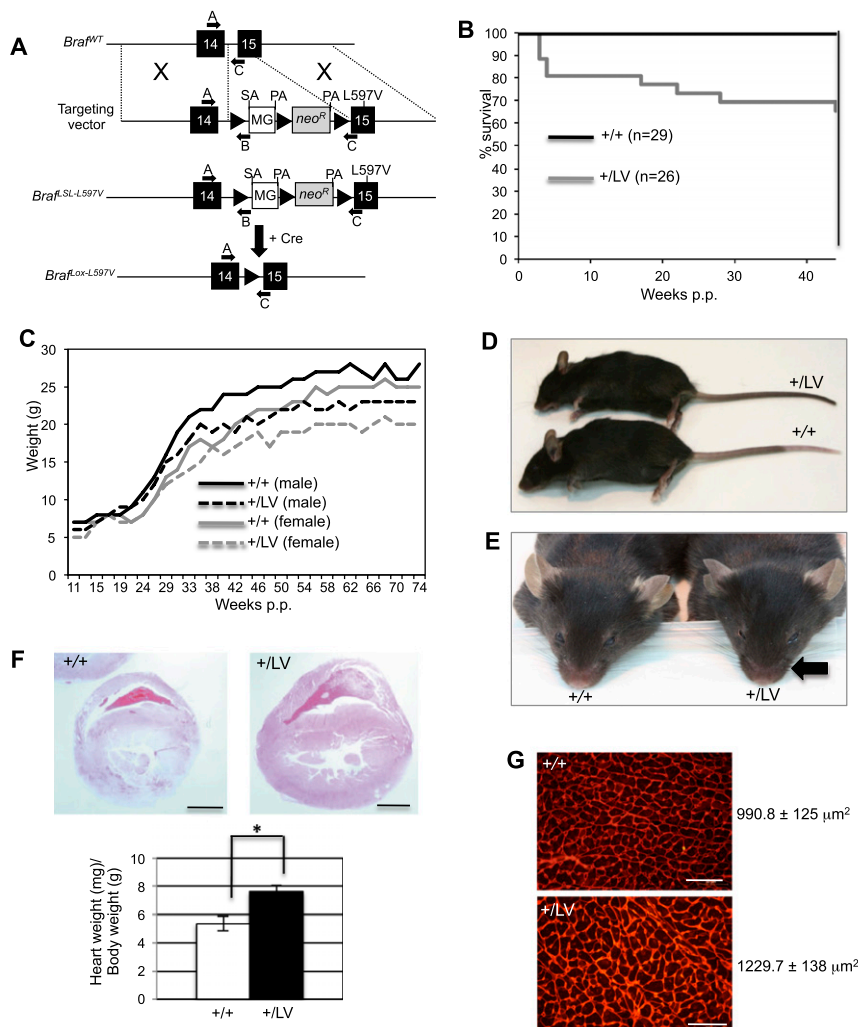 A
A
Braf^WT
14
15
C
X
X
SA
PA
PA
L597V
Targeting
vector
A
14
MG
neo^R
15
B
C
A
SA
PA
PA
L597V
Braf^LSL-L597V
14
MG
neo^R
15
B
C
+ Cre
A
Braf^Lox-L597V
14
15
C
B
% survival
100
90
80
70
60
50
40
30
20
10
0
+/+ (n=29)
+/LV (n=26)
0
10
20
30
40
Weeks p.p.
C
Weight (g)
30
25
20
15
10
5
0
+/+ (male)
+/LV (male)
+/+ (female)
+/LV (female)
11 15 19 24 29 33 38 42 46 50 54 58 62 66 70 74
Weeks p.p.
D
+/LV
+/+
E
+/+
+/LV
F
+/+
+/LV
*
Heart weight (mg)/
Body weight (g)
10
8
6
4
2
0
+/+
+/LV
G
+/+
990.8 ± 125 μm²
+/LV
1229.7 ± 138 μm²